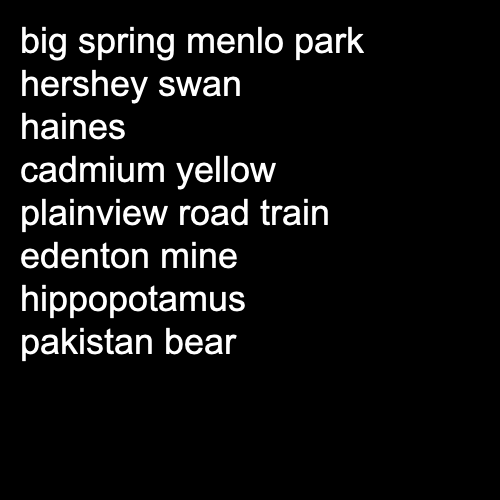 big spring menlo park
hershey swan
haines
cadmium yellow
plainview road train
edenton mine
hippopotamus
pakistan bear